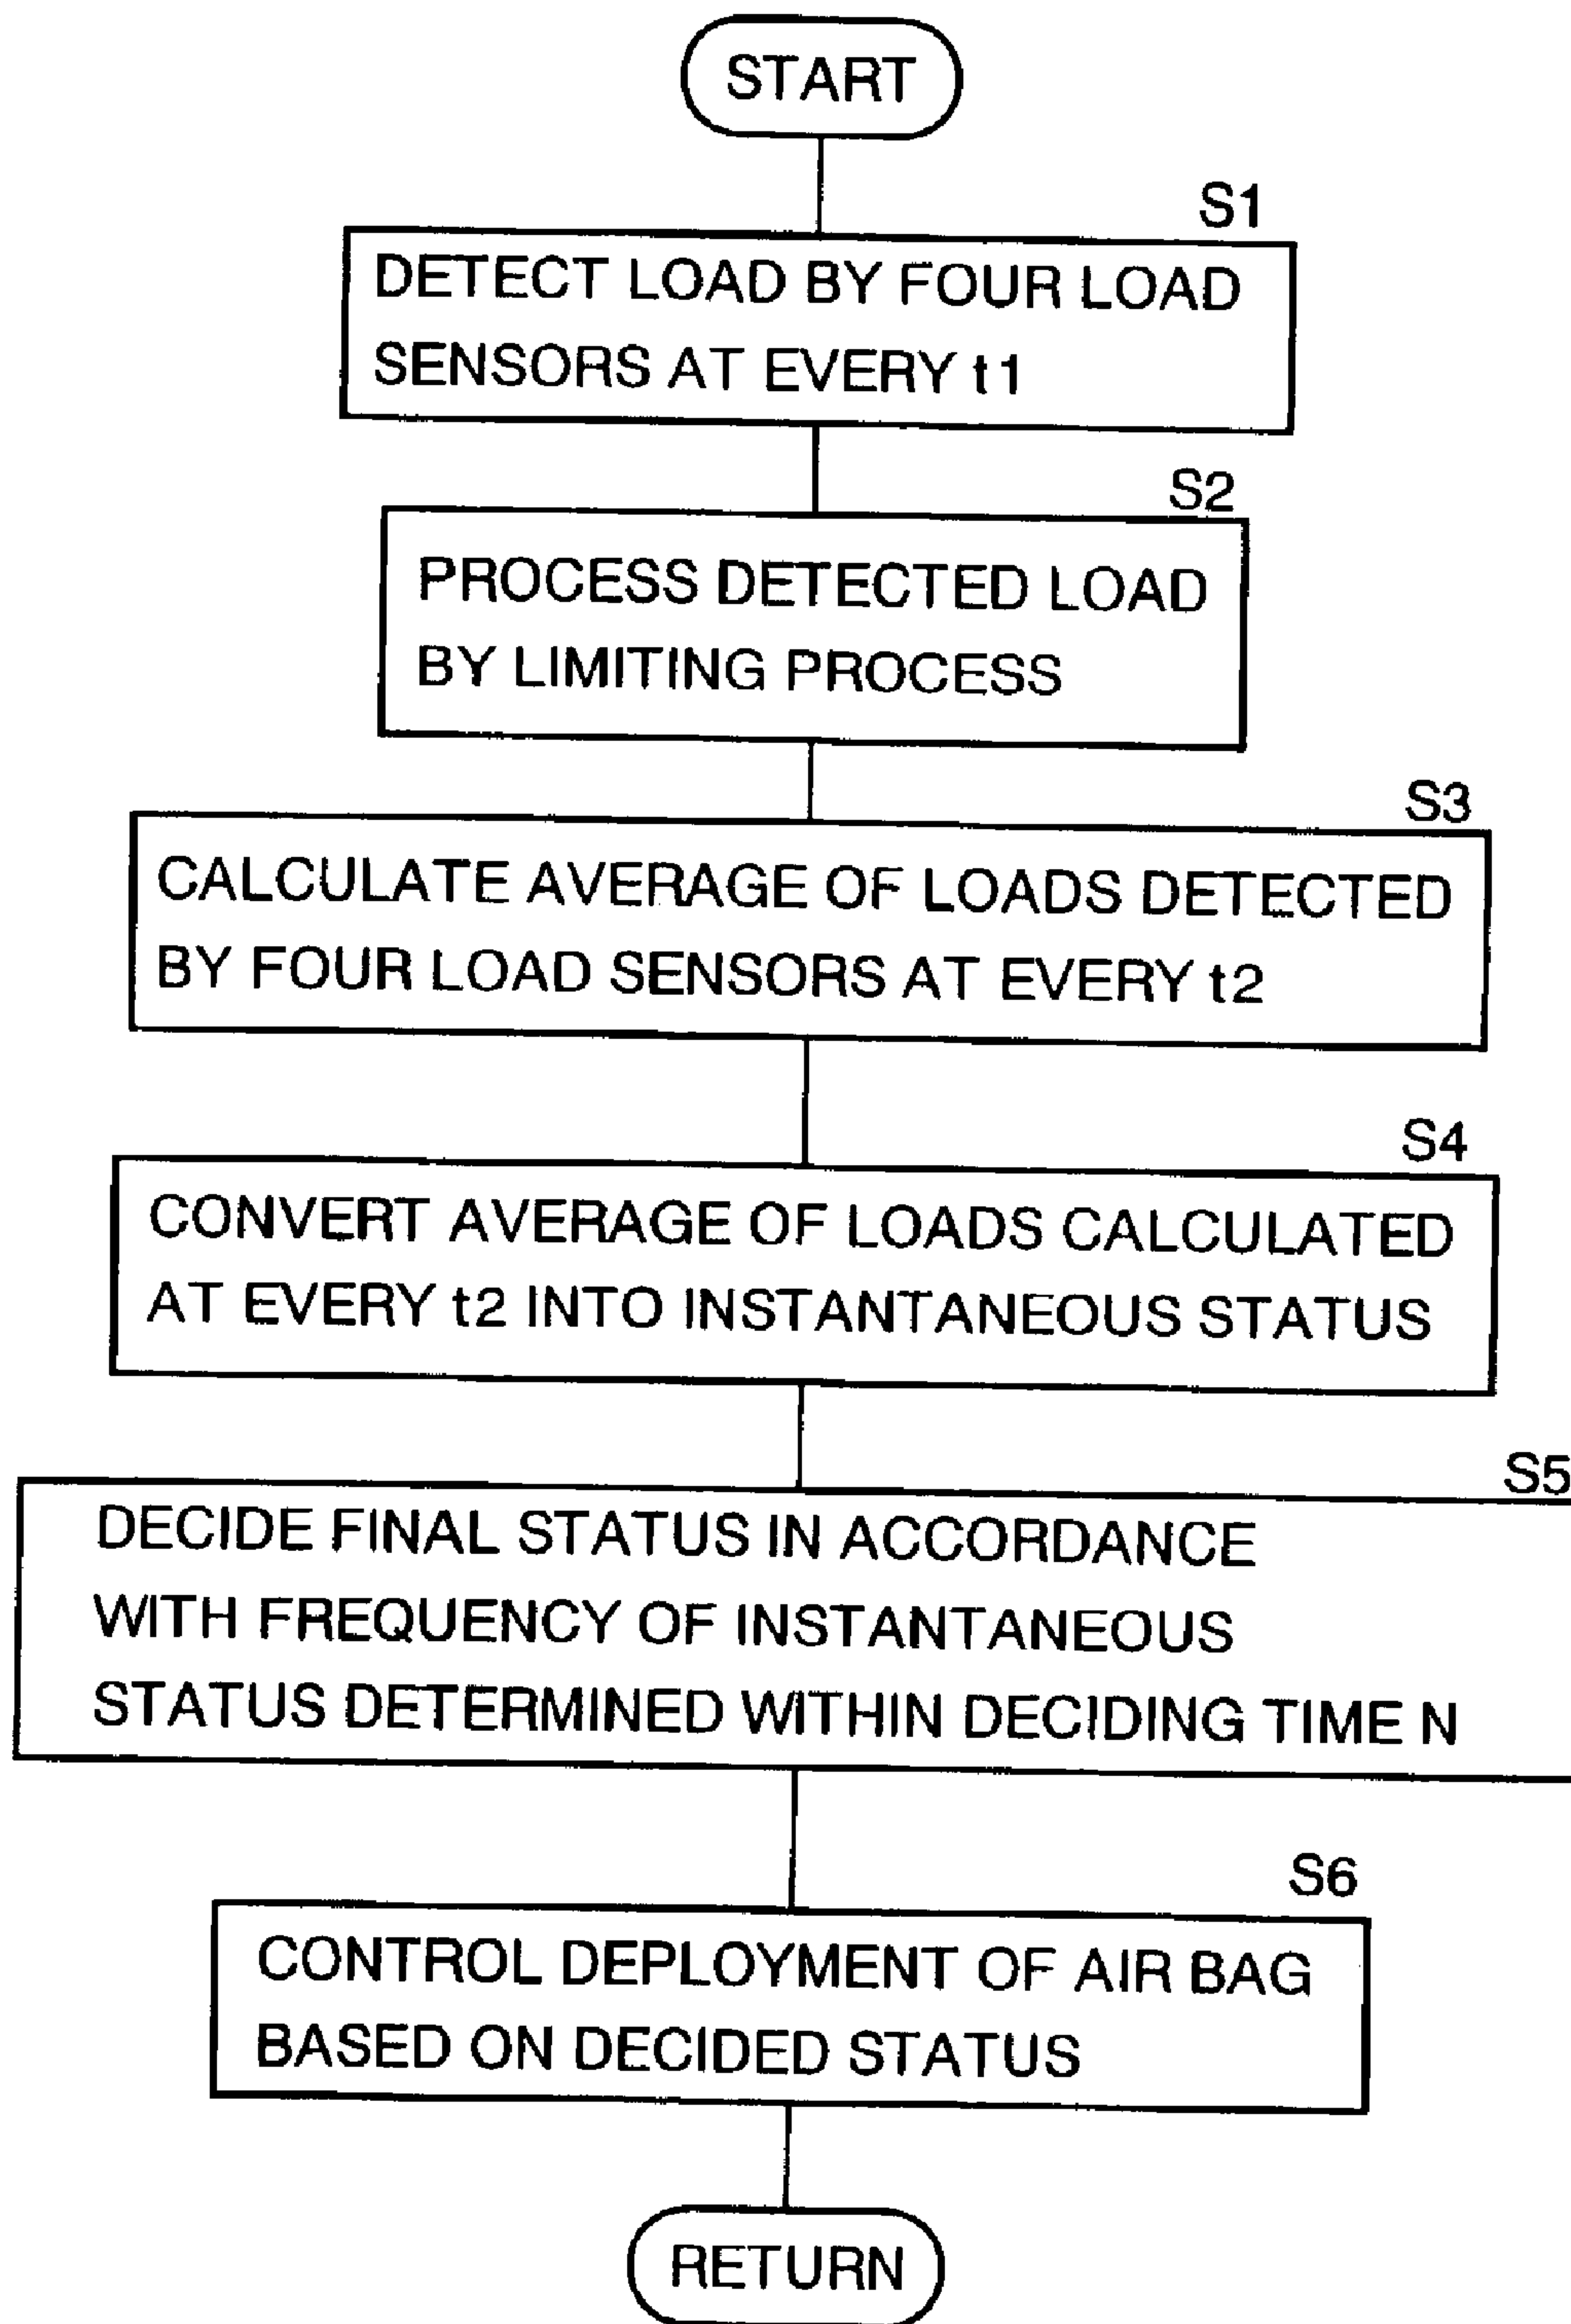 START
S1
DETECT LOAD BY FOUR LOAD
SENSORS AT EVERY t1
S2
PROCESS DETECTED LOAD
BY LIMITING PROCESS
S3
CALCULATE AVERAGE OF LOADS DETECTED
BY FOUR LOAD SENSORS AT EVERY t2
S4
CONVERT AVERAGE OF LOADS CALCULATED
AT EVERY t2 INTO INSTANTANEOUS STATUS
S5
DECIDE FINAL STATUS IN ACCORDANCE
WITH FREQUENCY OF INSTANTANEOUS
STATUS DETERMINED WITHIN DECIDING TIME N
S6
CONTROL DEPLOYMENT OF AIR BAG
BASED ON DECIDED STATUS
RETURN